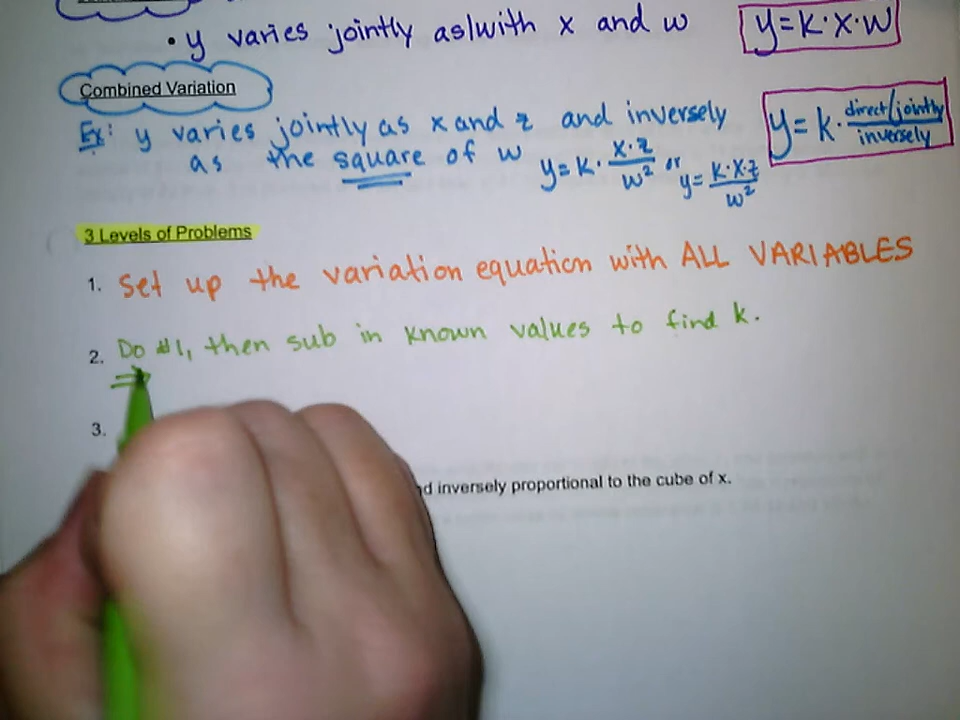 • y varies jointly as/with x and w
y=k·x·w
Combined Variation
Ex: y varies jointly as x and z and inversely
as the square of w
y=k· x·z/w² or y= k·x·z/w²
y=k· direct/jointly/inversely
3 Levels of Problems
1. Set up the variation equation with ALL VARIABLES
2. Do #1, then sub in known values to find k.
3.
inversely proportional to the cube of x.